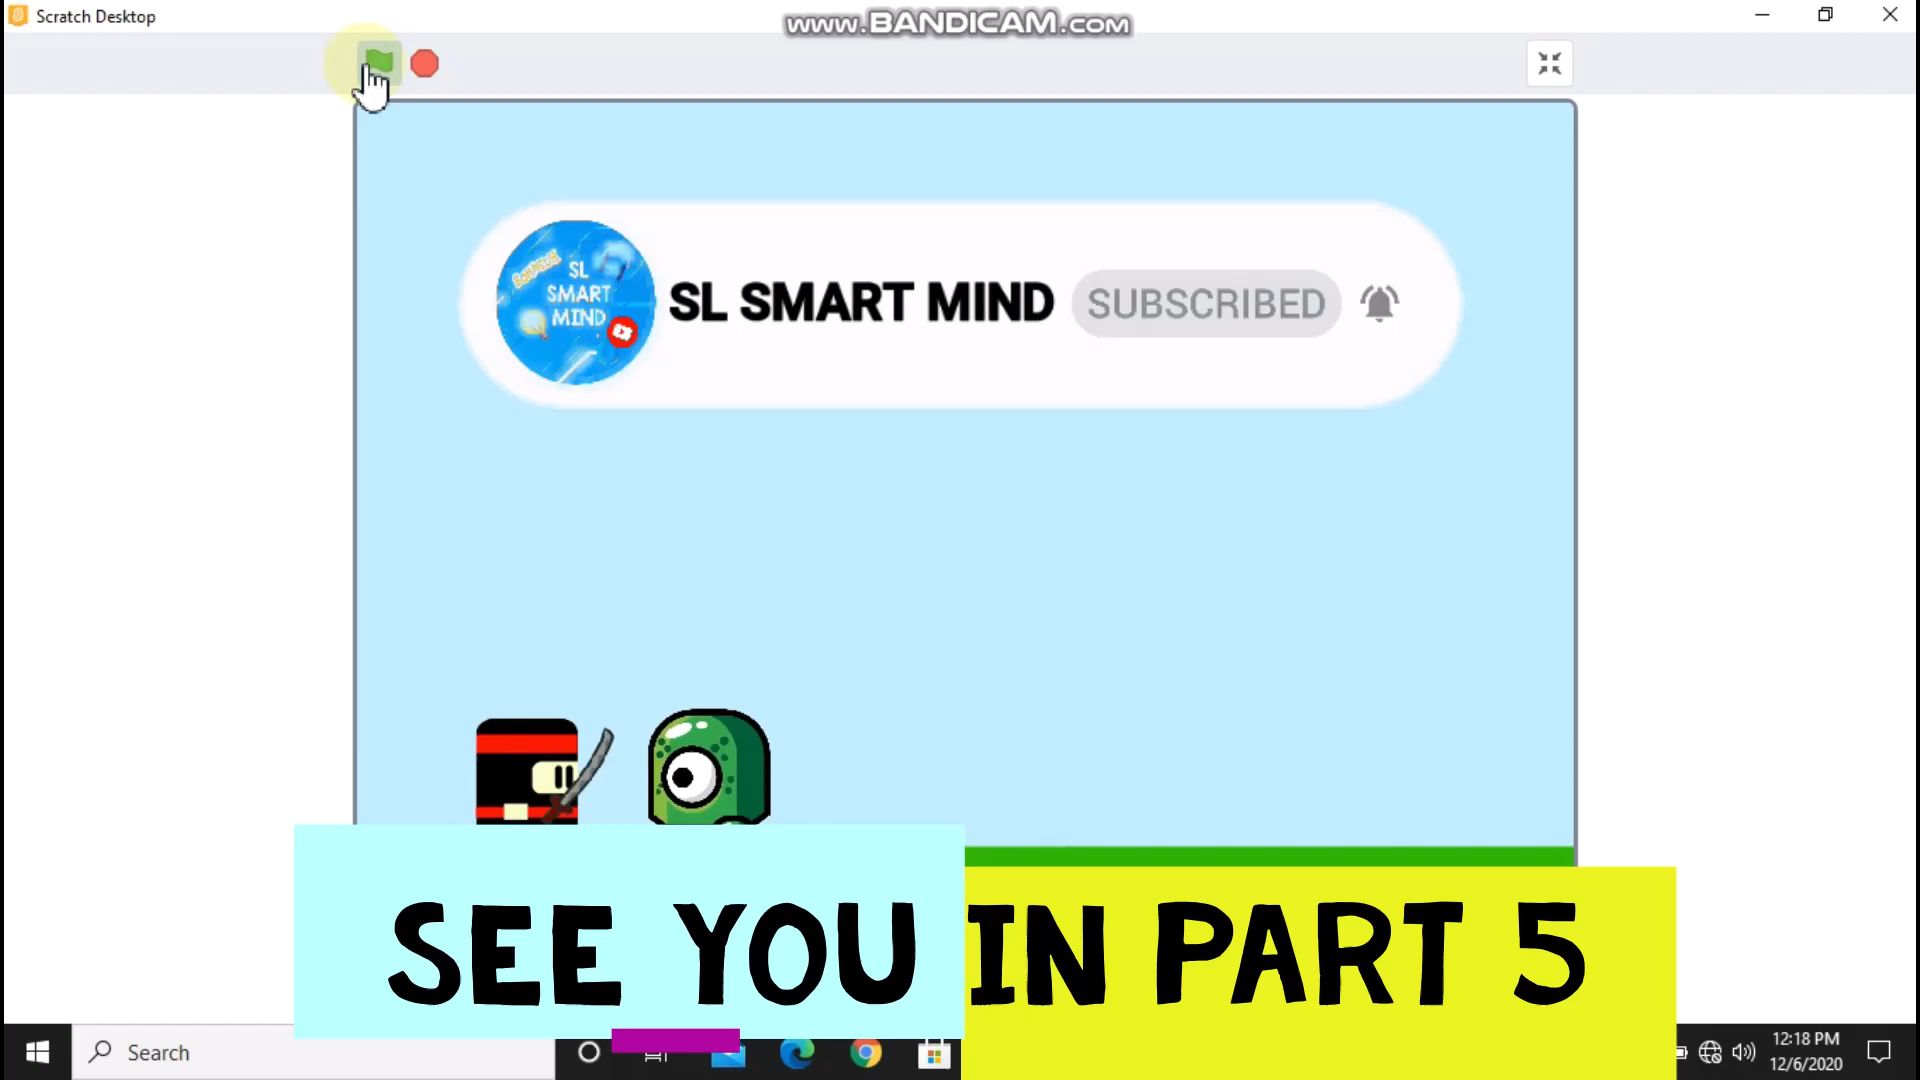 Scratch Desktop
www.BANDICAM.com
SCRATCH
SL
SMART
MIND
SL SMART MIND
SUBSCRIBED
SEE YOU IN PART 5
Search
12:18 PM
12/6/2020